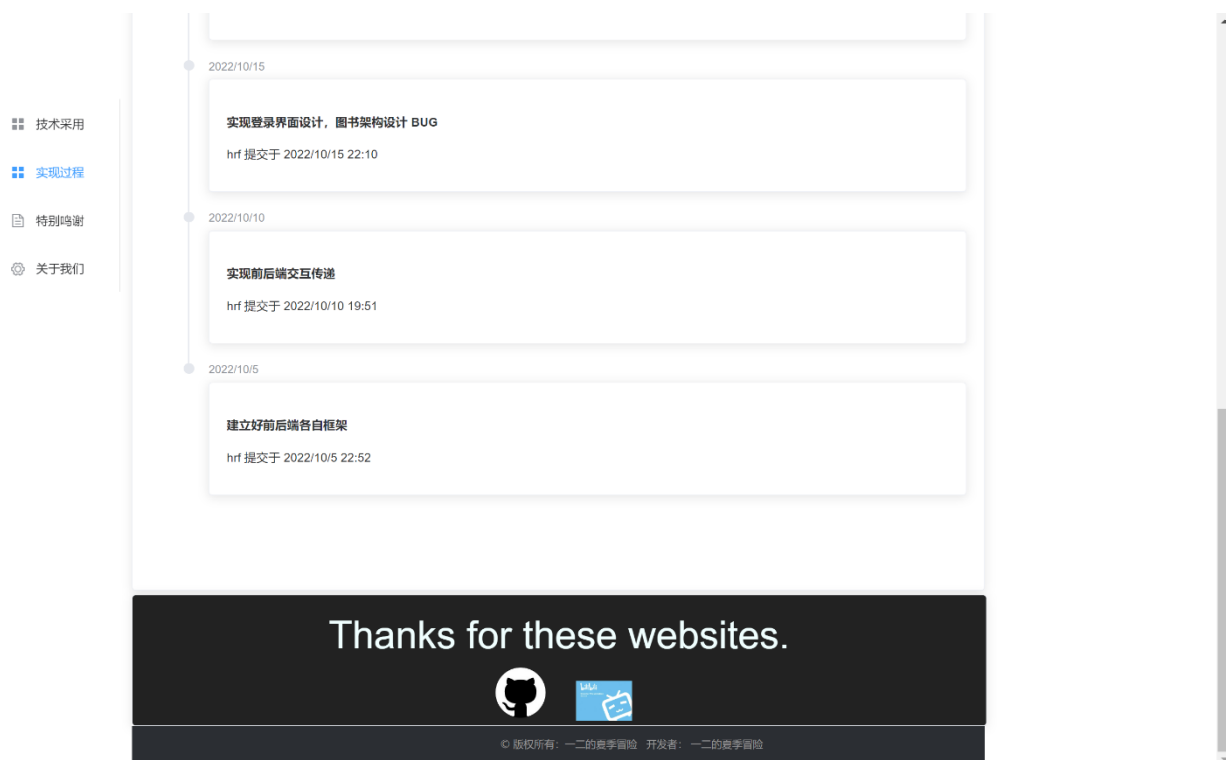 技术采用
实现过程
特别鸣谢
关于我们
2022/10/15
实现登录界面设计，图书架构设计 BUG
hrf 提交于 2022/10/15 22:10
2022/10/10
实现前后端交互传递
hrf 提交于 2022/10/10 19:51
2022/10/5
建立好前后端各自框架
hrf 提交于 2022/10/5 22:52
Thanks for these websites.
bilibili
© 版权所有：一二的夏季冒险 开发者： 一二的夏季冒险